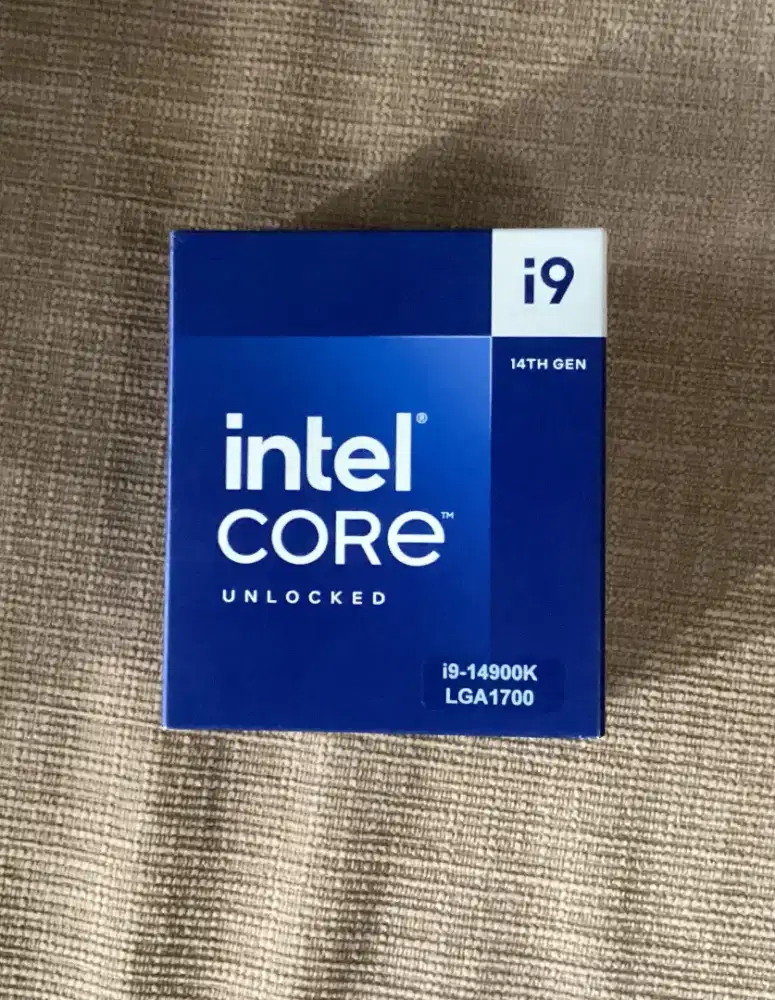 i9
14TH GEN
intel®
CORE™
UNLOCKED
i9-14900K
LGA1700